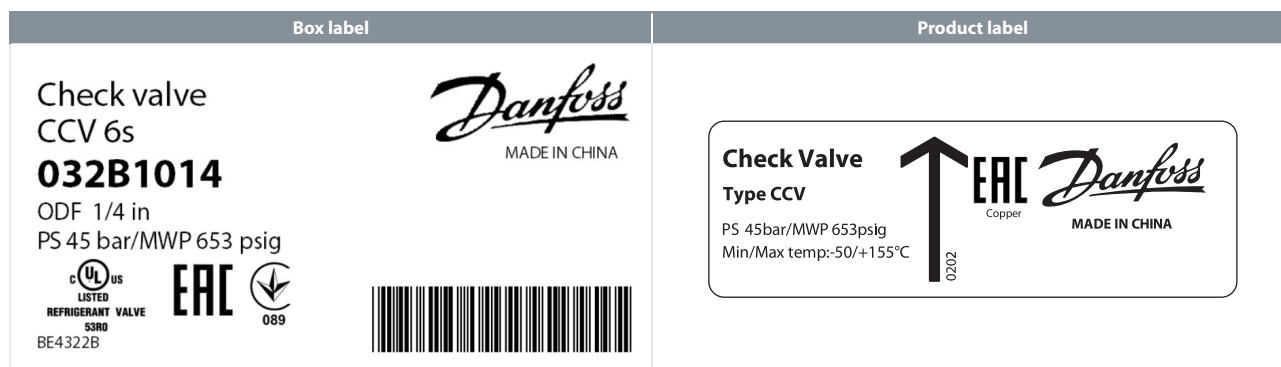 Box label
Check valve
CCV 6s
032B1014
ODF 1/4 in
PS 45 bar/MWP 653 psig
C UL US
LISTED
REFRIGERANT VALVE
53R0
EAC
089
BE4322B
Danfoss
MADE IN CHINA
Product label
Check Valve
Type CCV
PS 45bar/MWP 653psig
Min/Max temp:-50/+155°C
0202
EAC
Copper
Danfoss
MADE IN CHINA